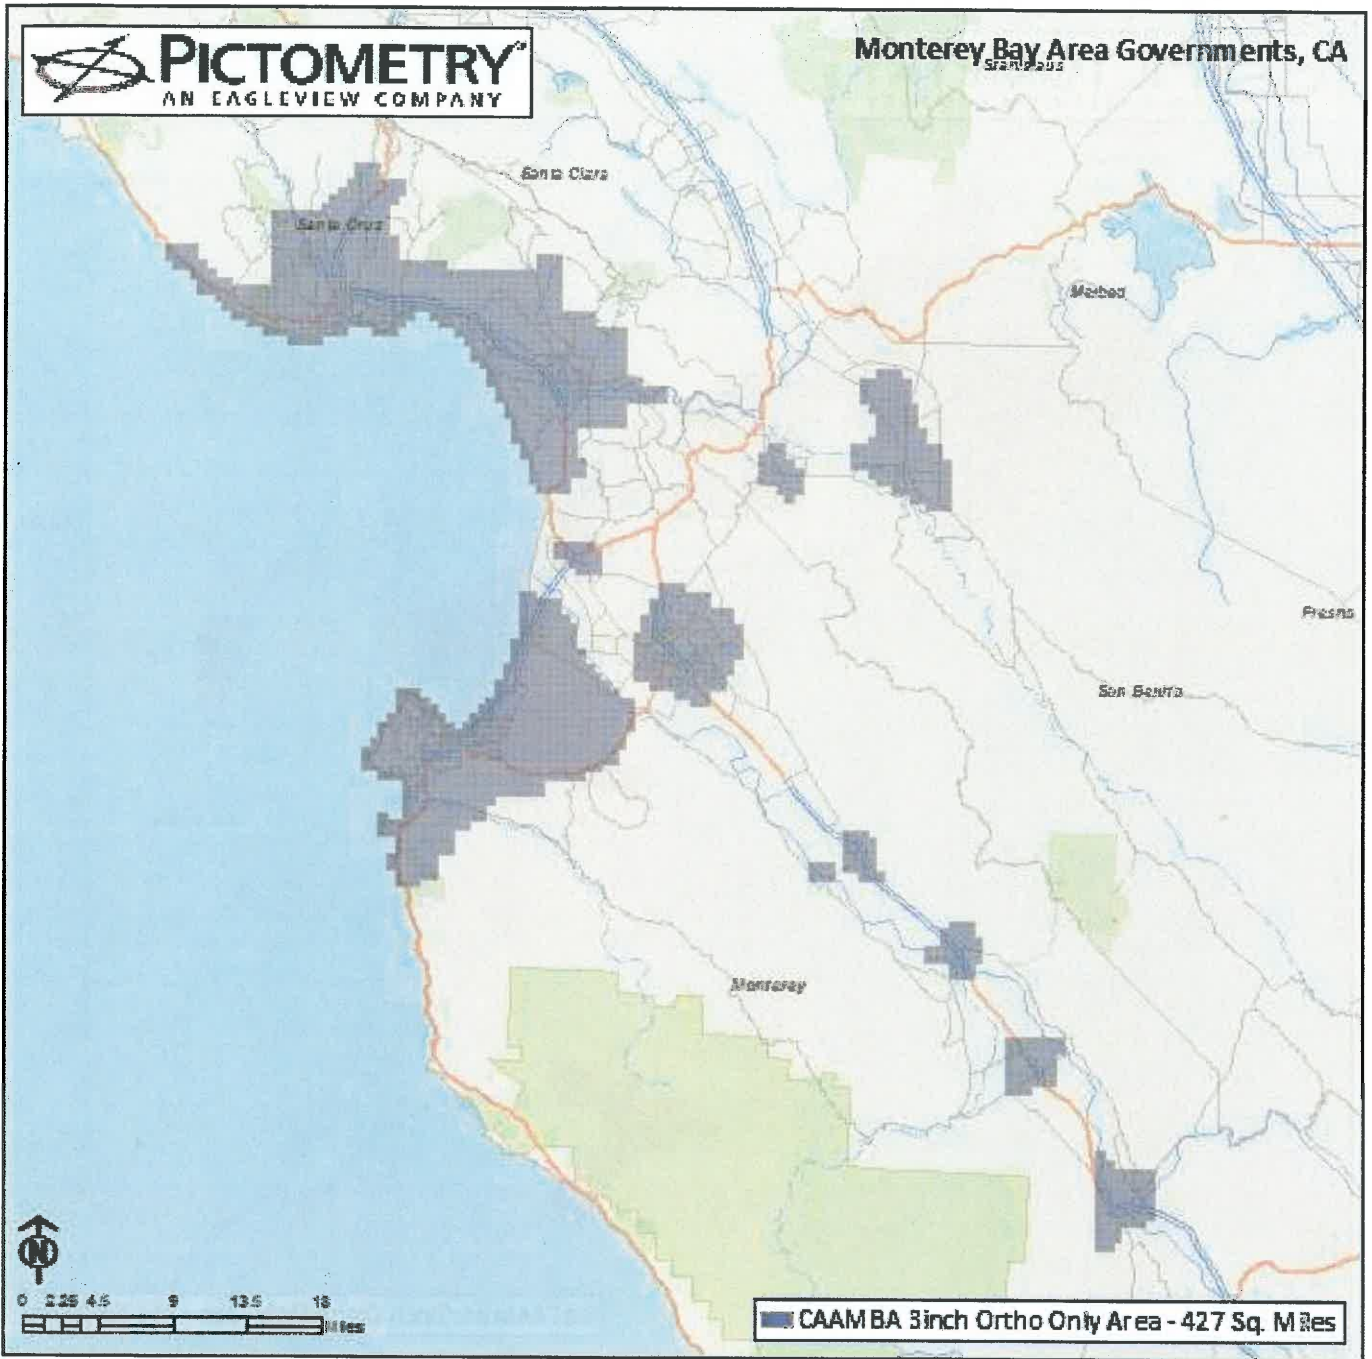 PICTOMETRY®
AN EAGLEVIEW COMPANY
Monterey Bay Area Governments, CA
Stanislaus
Santa Clara
Santa Cruz
Merced
Fresno
San Benito
Monterey
N
0 2.25 4.5 9 13.5 18
Miles
CAAMBA 3inch Ortho Only Area - 427 Sq. Miles